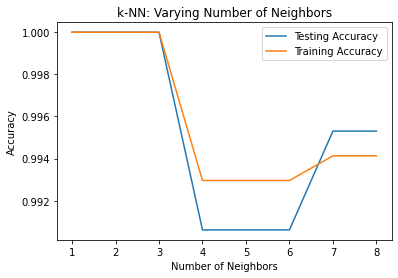 k-NN: Varying Number of Neighbors
1.000
0.998
0.996
0.994
0.992
Accuracy
Testing Accuracy
Training Accuracy
1 2 3 4 5 6 7 8
Number of Neighbors